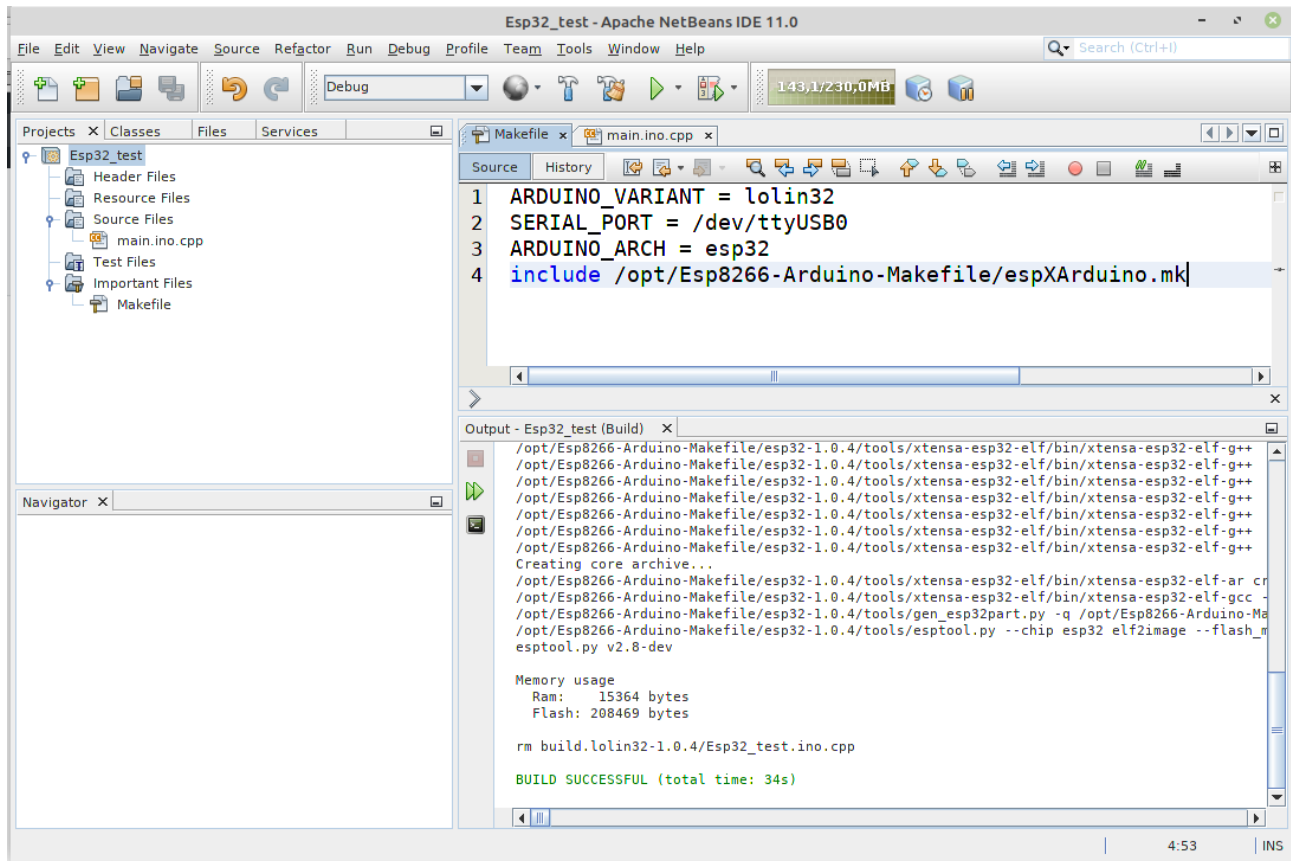 Esp32_test - Apache NetBeans IDE 11.0
File Edit View Navigate Source Refactor Run Debug Profile Team Tools Window Help
Search (Ctrl+I)
Debug
143,1/230,0MB
Projects Classes Files Services
Esp32_test
Header Files
Resource Files
Source Files
main.ino.cpp
Test Files
Important Files
Makefile
Navigator
Makefile main.ino.cpp
Source History
1 ARDUINO_VARIANT = lolin32
2 SERIAL_PORT = /dev/ttyUSB0
3 ARDUINO_ARCH = esp32
4 include /opt/Esp8266-Arduino-Makefile/espXArduino.mk
Output - Esp32_test (Build)
/opt/Esp8266-Arduino-Makefile/esp32-1.0.4/tools/xtensa-esp32-elf/bin/xtensa-esp32-elf-g++
/opt/Esp8266-Arduino-Makefile/esp32-1.0.4/tools/xtensa-esp32-elf/bin/xtensa-esp32-elf-g++
/opt/Esp8266-Arduino-Makefile/esp32-1.0.4/tools/xtensa-esp32-elf/bin/xtensa-esp32-elf-g++
/opt/Esp8266-Arduino-Makefile/esp32-1.0.4/tools/xtensa-esp32-elf/bin/xtensa-esp32-elf-g++
/opt/Esp8266-Arduino-Makefile/esp32-1.0.4/tools/xtensa-esp32-elf/bin/xtensa-esp32-elf-g++
/opt/Esp8266-Arduino-Makefile/esp32-1.0.4/tools/xtensa-esp32-elf/bin/xtensa-esp32-elf-g++
/opt/Esp8266-Arduino-Makefile/esp32-1.0.4/tools/xtensa-esp32-elf/bin/xtensa-esp32-elf-g++
Creating core archive...
/opt/Esp8266-Arduino-Makefile/esp32-1.0.4/tools/xtensa-esp32-elf/bin/xtensa-esp32-elf-ar cr
/opt/Esp8266-Arduino-Makefile/esp32-1.0.4/tools/xtensa-esp32-elf/bin/xtensa-esp32-elf-gcc -
/opt/Esp8266-Arduino-Makefile/esp32-1.0.4/tools/gen_esp32part.py -q /opt/Esp8266-Arduino-Ma
/opt/Esp8266-Arduino-Makefile/esp32-1.0.4/tools/esptool.py --chip esp32 elf2image --flash_m
esptool.py v2.8-dev
Memory usage
Ram: 15364 bytes
Flash: 208469 bytes
rm build.lolin32-1.0.4/Esp32_test.ino.cpp
BUILD SUCCESSFUL (total time: 34s)
4:53 INS